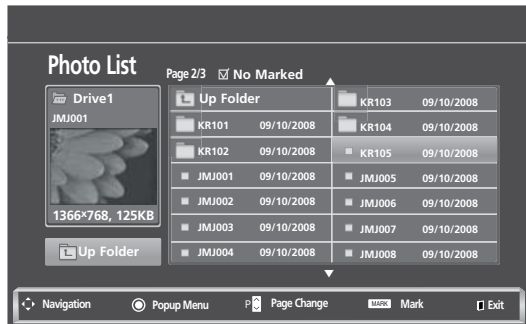 Photo List
Page 2/3 No Marked
Drive1
JMJ001
1366×768, 125KB
Up Folder
Up Folder
KR101 09/10/2008
KR102 09/10/2008
JMJ001 09/10/2008
JMJ002 09/10/2008
JMJ003 09/10/2008
JMJ004 09/10/2008
KR103 09/10/2008
KR104 09/10/2008
KR105 09/10/2008
JMJ005 09/10/2008
JMJ006 09/10/2008
JMJ007 09/10/2008
JMJ008 09/10/2008
Navigation Popup Menu P Page Change MARK Mark Exit